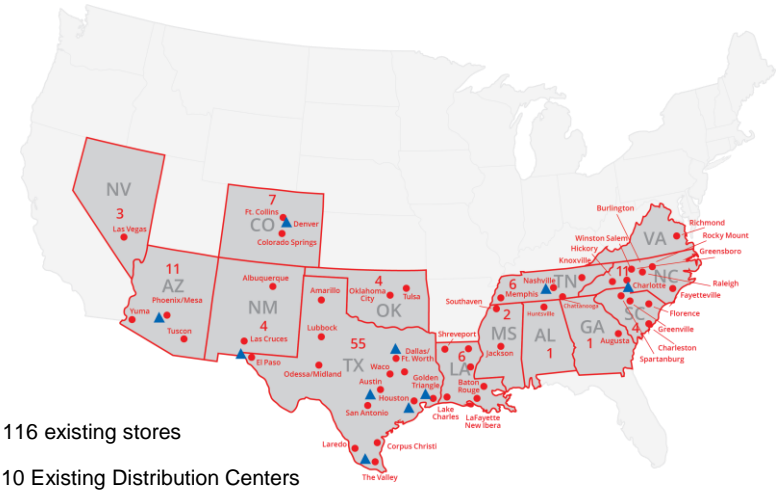 NV
3
Las Vegas
7
Ft. Collins
CO
Denver
Colorado Springs
11
AZ
Phoenix/Mesa
Yuma
Tuscon
Albuquerque
NM
4
Las Cruces
El Paso
Amarillo
Lubbock
Odessa/Midland
4
Oklahoma
City
Tulsa
OK
55
TX
Dallas/
Ft. Worth
Waco
Austin
Golden
Triangle
Houston
San Antonio
Laredo
Corpus Christi
The Valley
Shreveport
6
LA
Baton
Rouge
Lake
Charles
LaFayette
New Ibera
Southaven
2
MS
Jackson
6
Memphis
Nashville
TN
Chattanooga
Knoxville
Hickory
Winston Salem
Burlington
Huntsville
AL
1
GA
1
Augusta
VA
Richmond
Rocky Mount
Greensboro
11
NC
Charlotte
Raleigh
Fayetteville
SC
4
Florence
Greenville
Charleston
Spartanburg
116 existing stores
10 Existing Distribution Centers